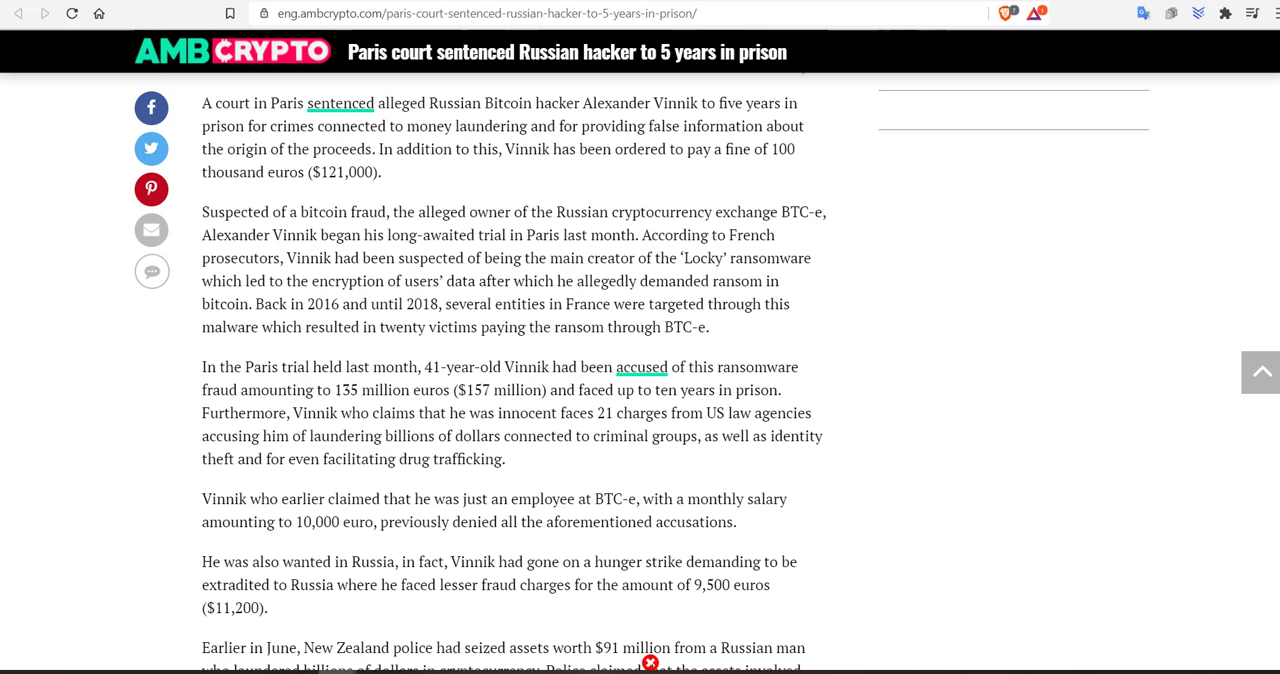 eng.ambcrypto.com/paris-court-sentenced-russian-hacker-to-5-years-in-prison/
7
1
AMBCRYPTO Paris court sentenced Russian hacker to 5 years in prison
A court in Paris sentenced alleged Russian Bitcoin hacker Alexander Vinnik to five years in
prison for crimes connected to money laundering and for providing false information about
the origin of the proceeds. In addition to this, Vinnik has been ordered to pay a fine of 100
thousand euros ($121,000).
Suspected of a bitcoin fraud, the alleged owner of the Russian cryptocurrency exchange BTC-e,
Alexander Vinnik began his long-awaited trial in Paris last month. According to French
prosecutors, Vinnik had been suspected of being the main creator of the ‘Locky’ ransomware
which led to the encryption of users’ data after which he allegedly demanded ransom in
bitcoin. Back in 2016 and until 2018, several entities in France were targeted through this
malware which resulted in twenty victims paying the ransom through BTC-e.
In the Paris trial held last month, 41-year-old Vinnik had been accused of this ransomware
fraud amounting to 135 million euros ($157 million) and faced up to ten years in prison.
Furthermore, Vinnik who claims that he was innocent faces 21 charges from US law agencies
accusing him of laundering billions of dollars connected to criminal groups, as well as identity
theft and for even facilitating drug trafficking.
Vinnik who earlier claimed that he was just an employee at BTC-e, with a monthly salary
amounting to 10,000 euro, previously denied all the aforementioned accusations.
He was also wanted in Russia, in fact, Vinnik had gone on a hunger strike demanding to be
extradited to Russia where he faced lesser fraud charges for the amount of 9,500 euros
($11,200).
Earlier in June, New Zealand police had seized assets worth $91 million from a Russian man
who laundered billions of dollars in cryptocurrency. Police claimed that the assets involved